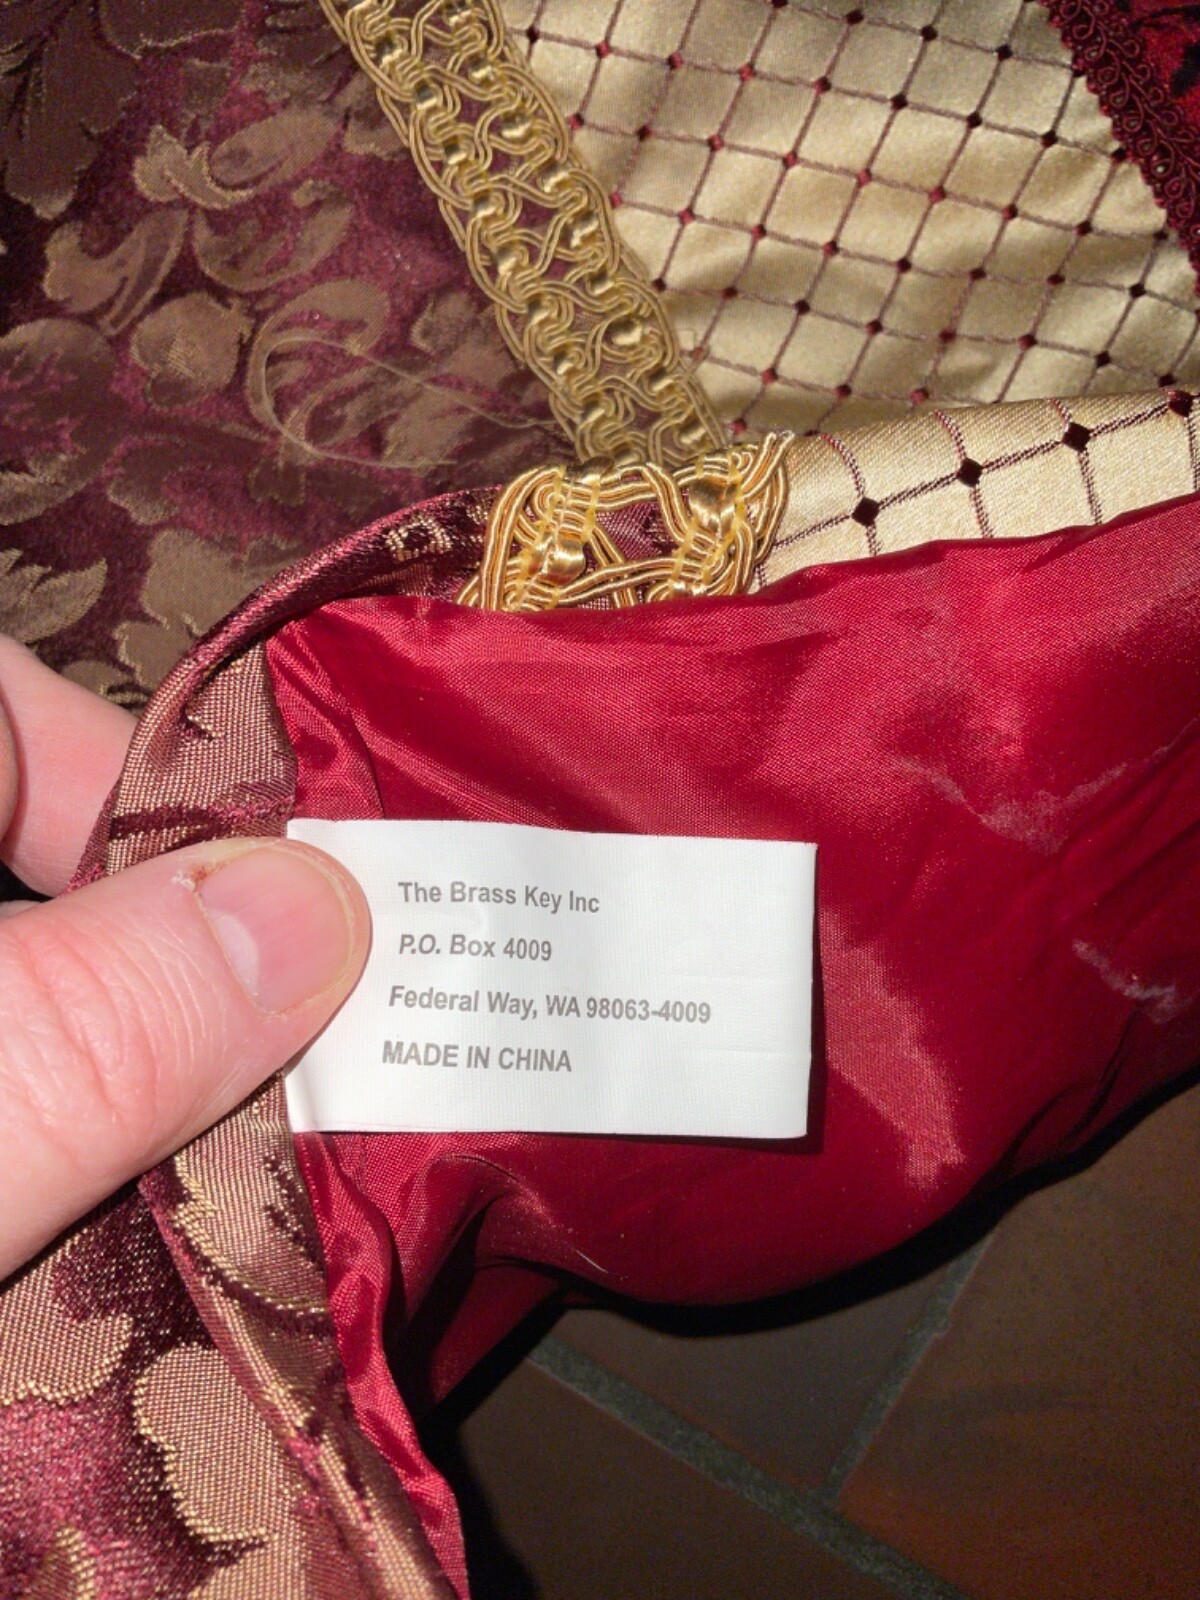 The Brass Key Inc
P.O. Box 4009
Federal Way, WA 98063-4009
MADE IN CHINA